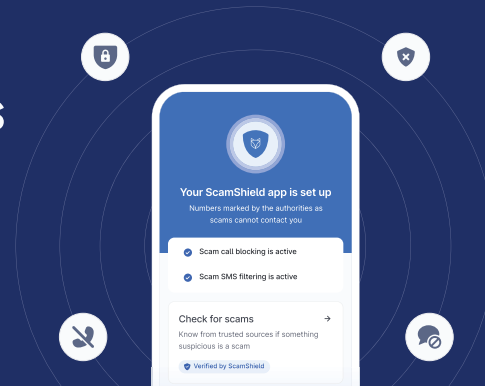 s
Your ScamShield app is set up
Numbers marked by the authorities as
scams cannot contact you
Scam call blocking is active
Scam SMS filtering is active
Check for scams
Know from trusted sources if something
suspicious is a scam
Verified by ScamShield